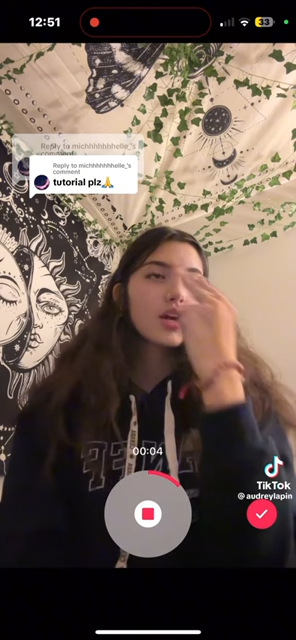 12:51
33
Reply to michhhhhhhelle_'s
comment
Reply to michhhhhhhelle_'s
comment
tutorial plz🙏
00:04
TikTok
@audreylapin